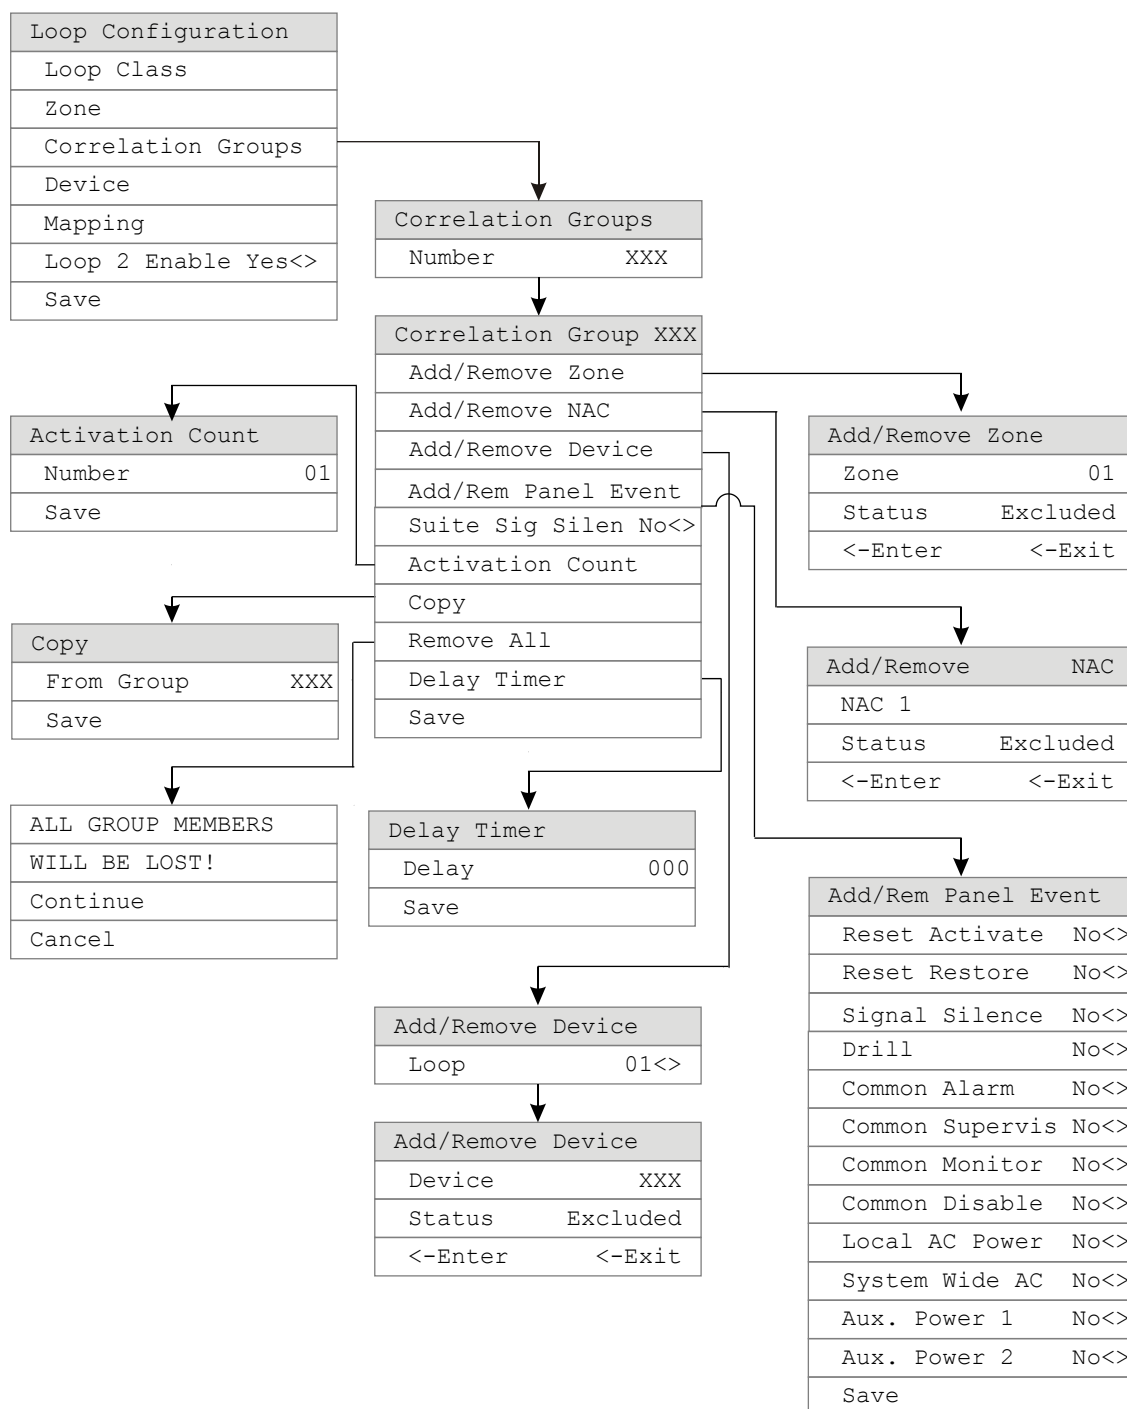 Loop Configuration
Loop Class
Zone
Correlation Groups
Device
Mapping
Loop 2 Enable Yes<>
Save
Correlation Groups
Number XXX
Correlation Group XXX
Add/Remove Zone
Add/Remove NAC
Add/Remove Device
Add/Rem Panel Event
Suite Sig Silen No<>
Activation Count
Copy
Remove All
Delay Timer
Save
Activation Count
Number 01
Save
Copy
From Group XXX
Save
ALL GROUP MEMBERS
WILL BE LOST!
Continue
Cancel
Delay Timer
Delay 000
Save
Add/Remove Device
Loop 01<>
Add/Remove Device
Device XXX
Status Excluded
<-Enter <-Exit
Add/Remove Zone
Zone 01
Status Excluded
<-Enter <-Exit
Add/Remove NAC
NAC 1
Status Excluded
<-Enter <-Exit
Add/Rem Panel Event
Reset Activate No<>
Reset Restore No<>
Signal Silence No<>
Drill No<>
Common Alarm No<>
Common Supervis No<>
Common Monitor No<>
Common Disable No<>
Local AC Power No<>
System Wide AC No<>
Aux. Power 1 No<>
Aux. Power 2 No<>
Save